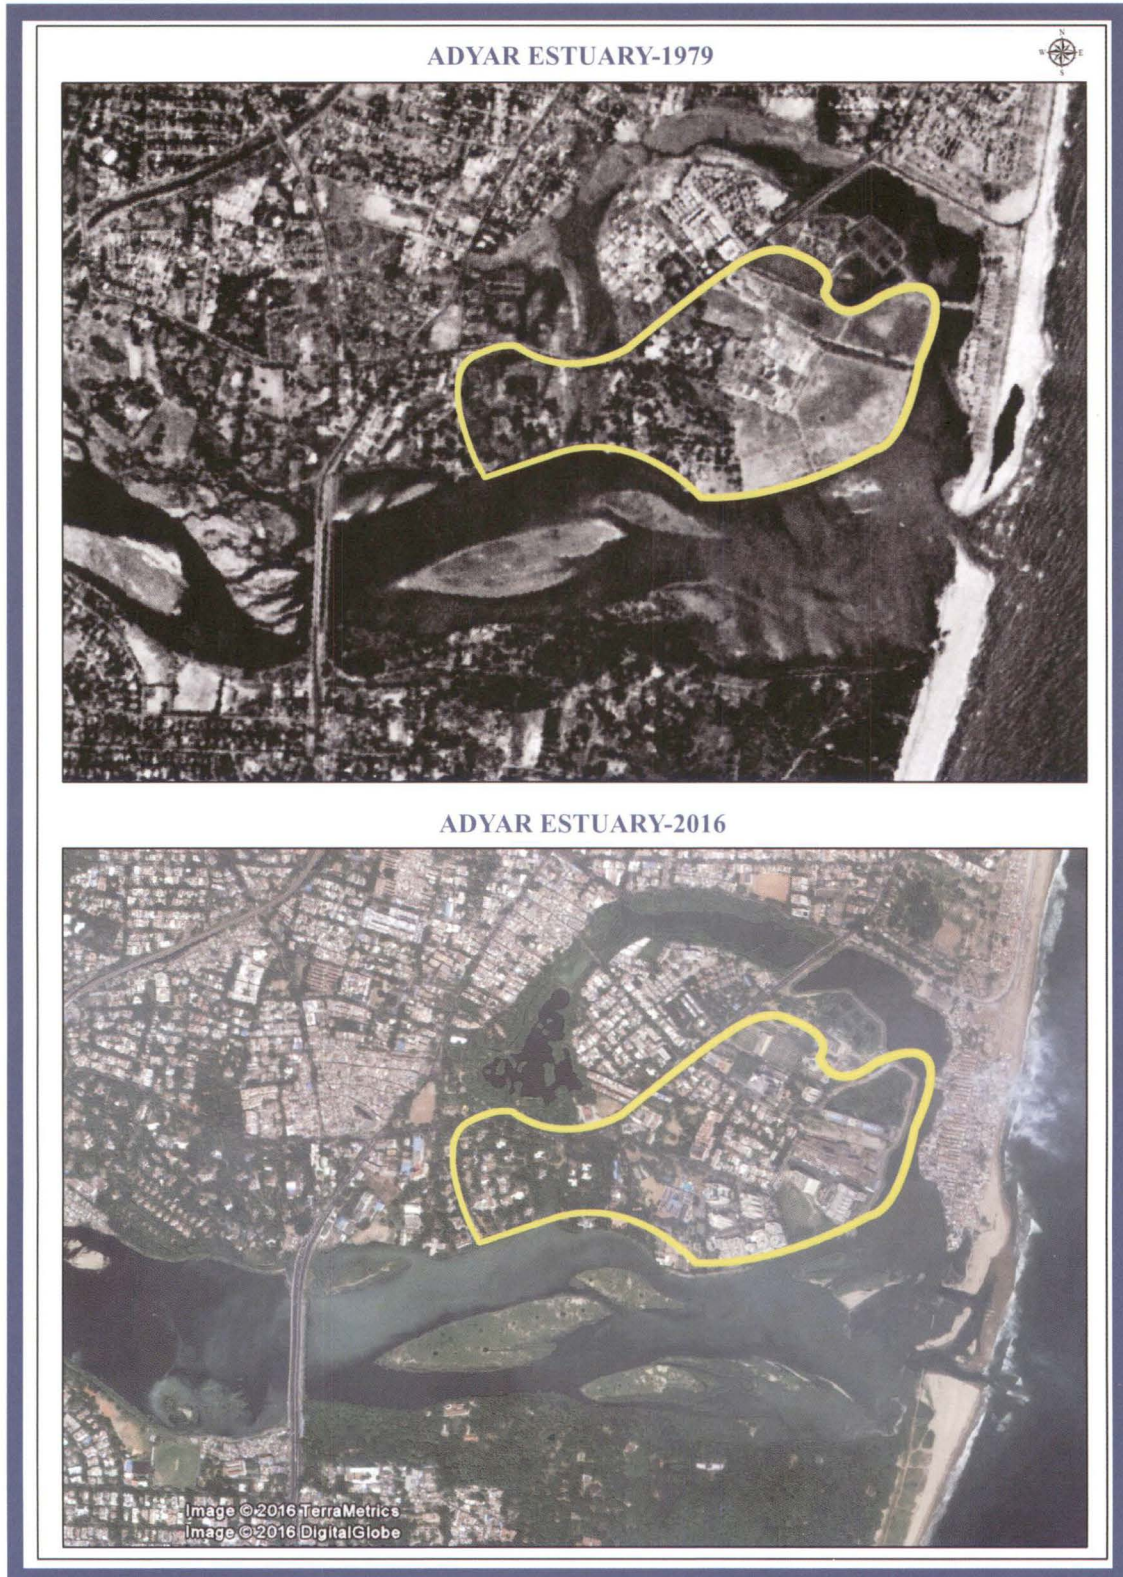 ADYAR ESTUARY-1979
N
W E
S
ADYAR ESTUARY-2016
Image © 2016 TerraMetrics
Image © 2016 DigitalGlobe